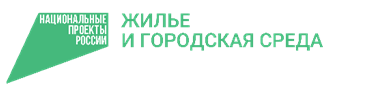 НАЦИОНАЛЬНЫЕ
ПРОЕКТЫ
РОССИИ
ЖИЛЬЕ
И ГОРОДСКАЯ СРЕДА